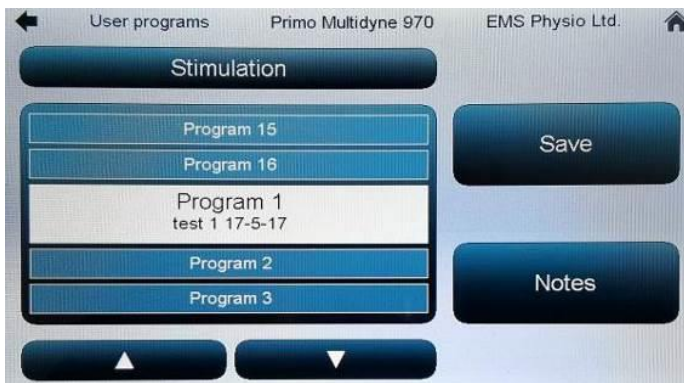 User programs Primo Multidyne 970 EMS Physio Ltd.
Stimulation
Program 15
Program 16
Program 1
test 1 17-5-17
Program 2
Program 3
Save
Notes